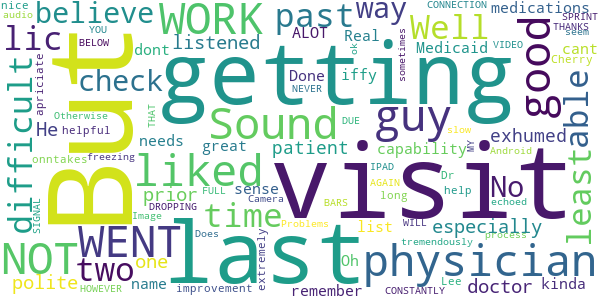 nice
audio
believe
WORK
past
way
CONNECTION
medications
SPRINT
THANKS
YOU
BELOW
ALOT
Well
seem
lic
But
getting
good
VIDEO
dont
listened
Real
ok
sometimes
Medicaid
cant
Cherry
check
Done
iffy
able
apriciate
NEVER
He
Otherwise
THAT
Sound
guy
exhumed
difficult
helpful
needs
great
DUE
patient
capability
slow
MY
Android
onntakes
freezing
liked
visit
least
prior
FULL
sense
IPAD
AGAIN
Dr
No
echoed
SIGNAL
DROPPING
Camera
BARS
long
help
WENT
time
last
Image
Problems
WILL
list
especially
NOT
two
one
Does
Oh
physician
tremendously
process
polite
HOWEVER
name
improvement
extremely
remember
CONSTANTLY
Lee
doctor
kinda